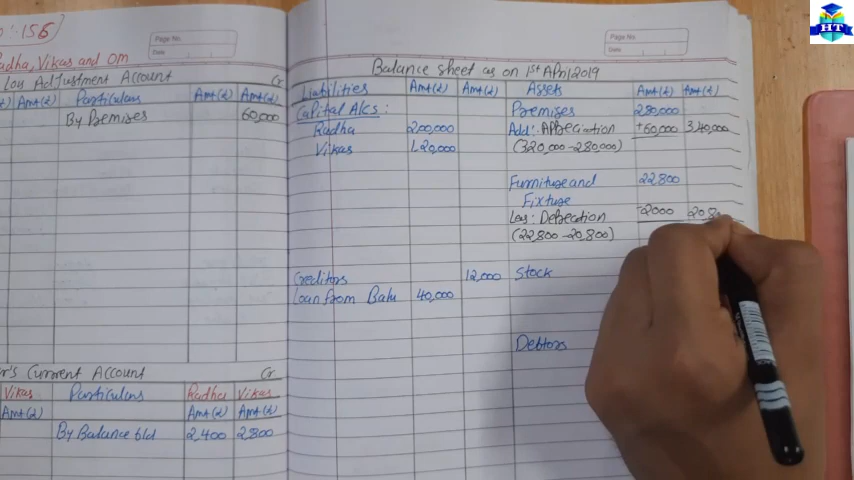 156
Radha, Vikas and Om
Loss Adjustment Account
Cr
Amt(₹) Particulars Amt(₹) Amt(₹)
By Premises 60,000
Page No.
Date
Current Account
Cr
Vikas Particulars Radha Vikas
Amt(₹) Amt(₹) Amt(₹)
By Balance b/d 2,400 2,800
Page No.
Date
Balance sheet as on 1st April 2019
Liabilities Amt(₹) Amt(₹) Assets Amt(₹) Amt(₹)
Capital A/cs: Premises 280,000
Radha 200,000 Add: Appreciation +60,000 3,40,000
Vikas 1,20,000 (320,000-280,000)
Furniture and 22,800
Fixture
Less: Depreciation -2000 20,8
(22,800-20,800)
Creditors 12,000 Stock
Loan from Balu 40,000
Debtors
HT